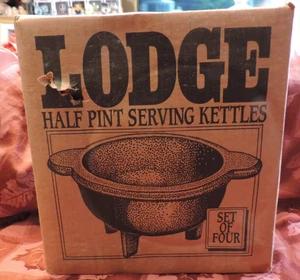 LODGE
HALF PINT SERVING KETTLES
SET
OF
FOUR